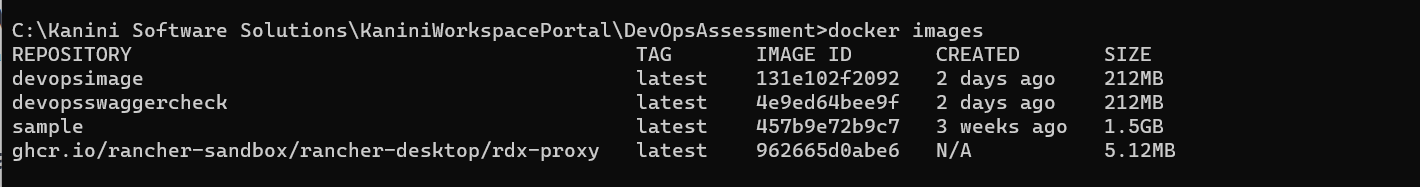 C:\Kanini Software Solutions\KaniniWorkspacePortal\DevOpsAssessment>docker images
REPOSITORY TAG IMAGE ID CREATED SIZE
devopsimage latest 131e102f2092 2 days ago 212MB
devopsswaggercheck latest 4e9ed64bee9f 2 days ago 212MB
sample latest 457b9e72b9c7 3 weeks ago 1.5GB
ghcr.io/rancher-sandbox/rancher-desktop/rdx-proxy latest 962665d0abe6 N/A 5.12MB